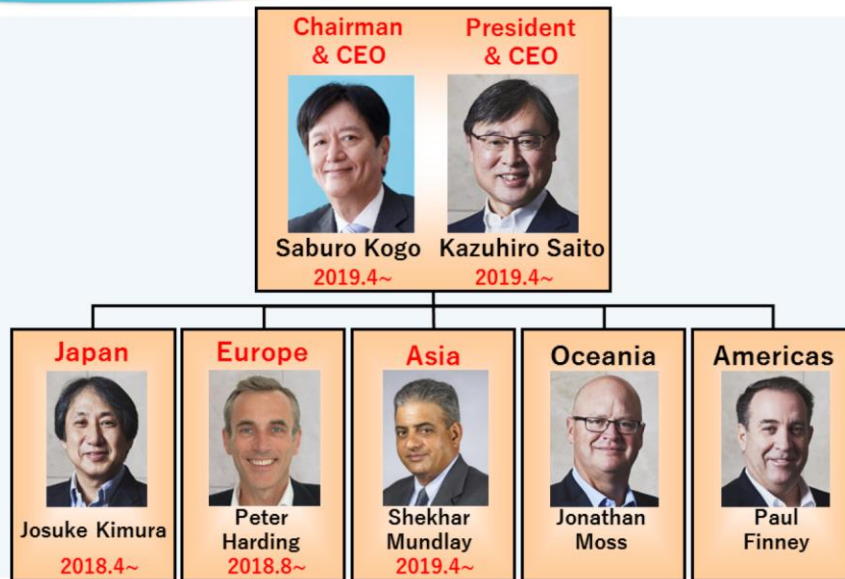 Chairman
& CEO
President
& CEO
Saburo Kogo
Kazuhiro Saito
2019.4~
2019.4~
Japan
Josuke Kimura
2018.4~
Europe
Peter
Harding
2018.8~
Asia
Shekhar
Mundlay
2019.4~
Oceania
Jonathan
Moss
Americas
Paul
Finney